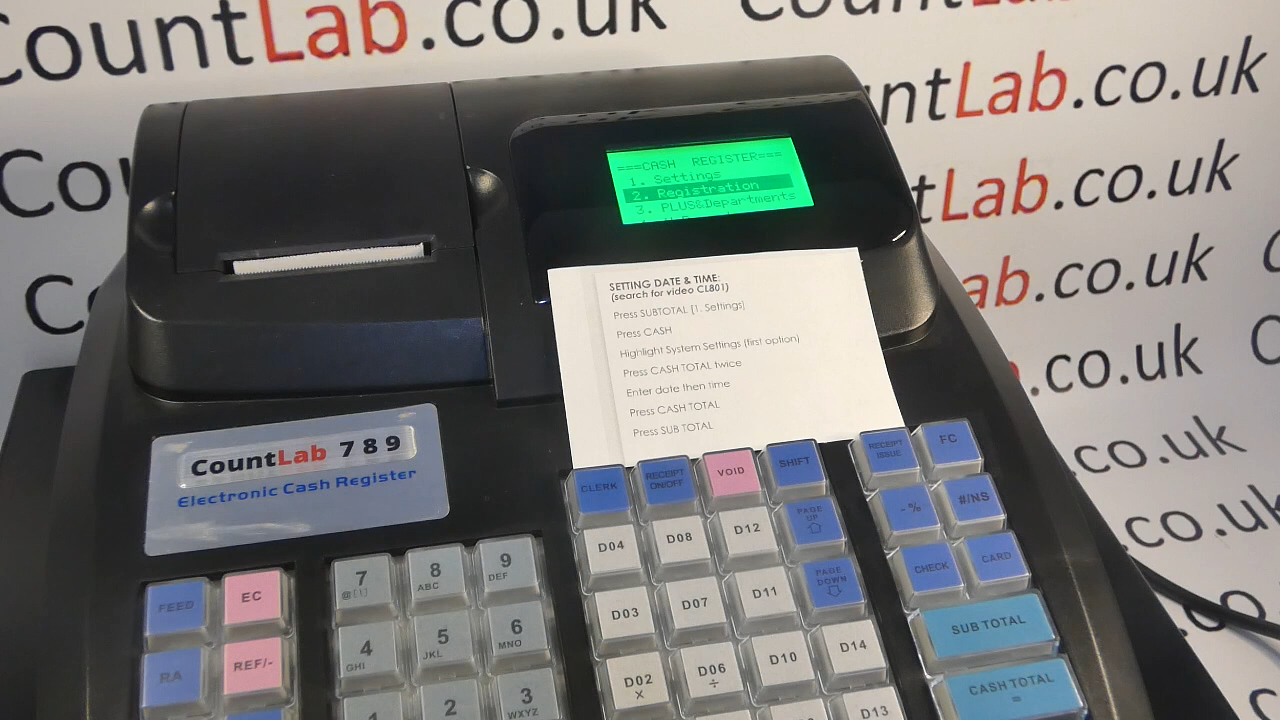 CountLab.co.uk
===CASH REGISTER===
1. Settings
2. Registration
3. PLUS&Departments
SETTING DATE & TIME:
(search for video CL801)
Press SUBTOTAL [1. Settings]
Press CASH
Highlight System Settings (first option)
Press CASH TOTAL twice
Enter date then time
Press CASH TOTAL
Press SUB TOTAL
CountLab 789
Electronic Cash Register
CLERK
RECEIPT ON/OFF
VOID
SHIFT
RECEIPT ISSUE
FC
D04
D08
D12
PAGE UP
-%
#/NS
D03
D07
D11
PAGE DOWN
CHECK
CARD
D02 X
D06 ÷
D10
D14
SUB TOTAL
D13
CASH TOTAL =
FEED
EC
7 @[!]
8 ABC
9 DEF
RA
REF/-
4 GHI
5 JKL
6 MNO
1
2
3 WXYZ
CountLab.co.uk
Lab.co.uk
Lab.co.uk
.co.uk
.co.uk
.co.uk